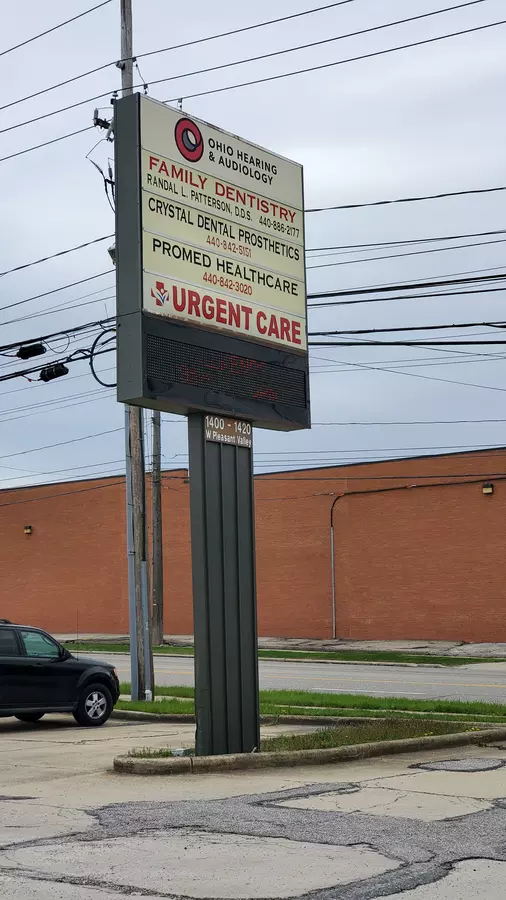 OHIO HEARING
& AUDIOLOGY
FAMILY DENTISTRY
RANDAL L. PATTERSON, D.D.S. 440-886-2177
CRYSTAL DENTAL PROSTHETICS
440-842-5151
PROMED HEALTHCARE
440-842-3020
URGENT CARE
1400 - 1420
W Pleasant Valley